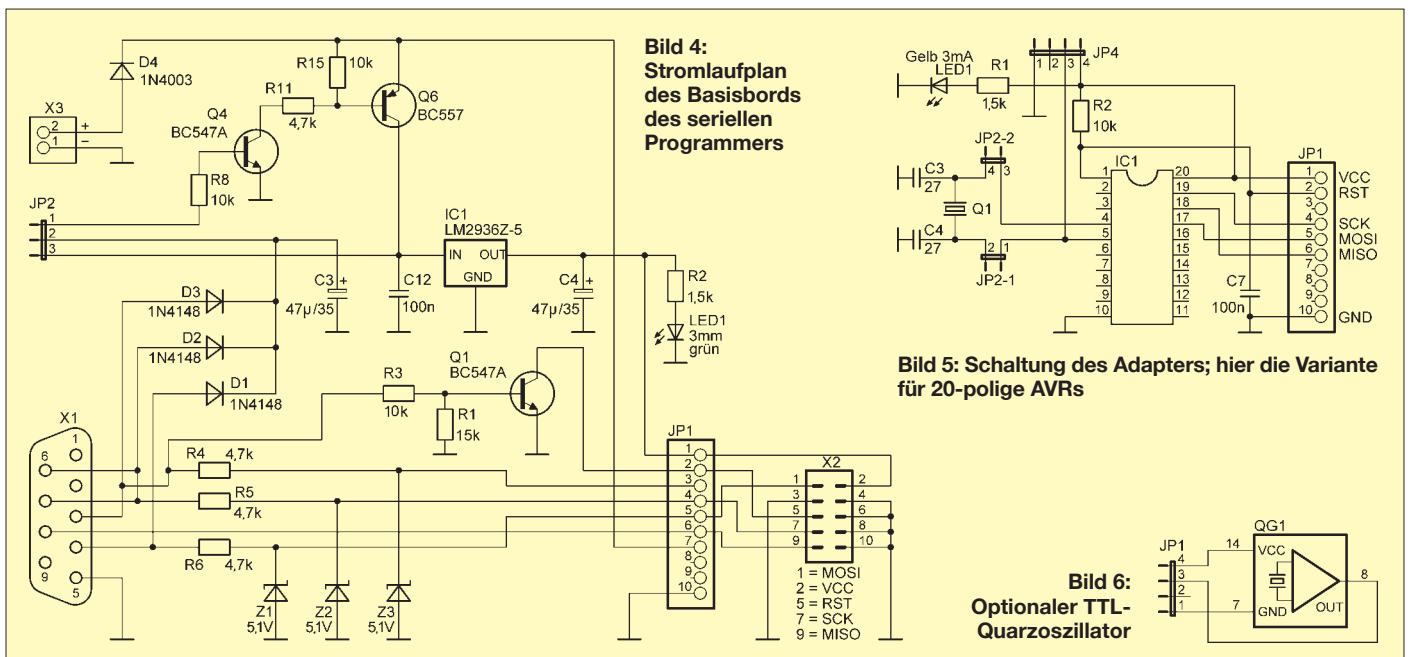 Bild 4:
Stromlaufplan
des Basisbords
des seriellen
Programmers
D4
1N4003
X3
2
1
+
–
R15
10k
R11
4,7k
Q4
BC547A
Q6
BC557
R8
10k
JP2
1
2
3
IC1
LM2936Z-5
IN
OUT
GND
C3
+
47µ/35
C12
100n
C4
+
47µ/35
R2
1,5k
LED1
3mm
grün
D3
1N4148
D2
1N4148
D1
1N4148
Q1
BC547A
R3
10k
R1
15k
X1
1
6
9
5
R4
4,7k
R5
4,7k
R6
4,7k
Z1
5,1V
Z2
5,1V
Z3
5,1V
JP1
1
2
3
4
5
6
7
8
9
10
X2
1
2
3
4
5
6
7
8
9
10
1 = MOSI
2 = VCC
5 = RST
7 = SCK
9 = MISO
Gelb 3mA
LED1
R1
1,5k
JP4
1
2
3
4
R2
10k
JP2-2
4
3
C3
27
Q1
C4
27
2
1
JP2-1
IC1
1
2
3
4
5
6
7
8
9
10
20
19
18
17
16
15
14
13
12
11
C7
100n
JP1
1
2
3
4
5
6
7
8
9
10
VCC
RST
SCK
MOSI
MISO
GND
Bild 5: Schaltung des Adapters; hier die Variante
für 20-polige AVRs
Bild 6:
Optionaler TTL-
Quarzoszillator
JP1
4
3
2
1
14
7
QG1
VCC
GND
OUT
8